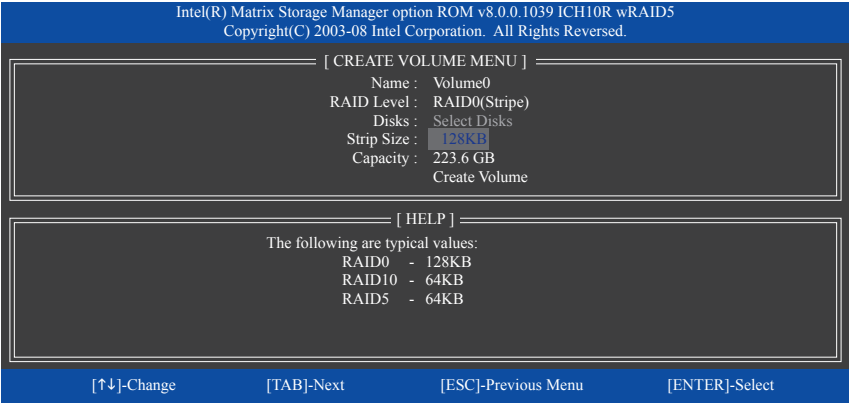 Intel(R) Matrix Storage Manager option ROM v8.0.0.1039 ICH10R wRAID5
Copyright(C) 2003-08 Intel Corporation.  All Rights Reversed.
[ CREATE VOLUME MENU ]
Name :  Volume0
RAID Level :  RAID0(Stripe)
Disks :  Select Disks
Strip Size :  128KB
Capacity :  223.6 GB
Create Volume
[ HELP ]
The following are typical values:
RAID0  -  128KB
RAID10  -  64KB
RAID5  -  64KB
[↑↓]-Change  [TAB]-Next  [ESC]-Previous Menu  [ENTER]-Select